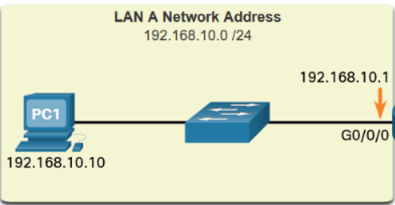 LAN A Network Address
192.168.10.0 /24
192.168.10.1
PC1
G0/0/0
192.168.10.10